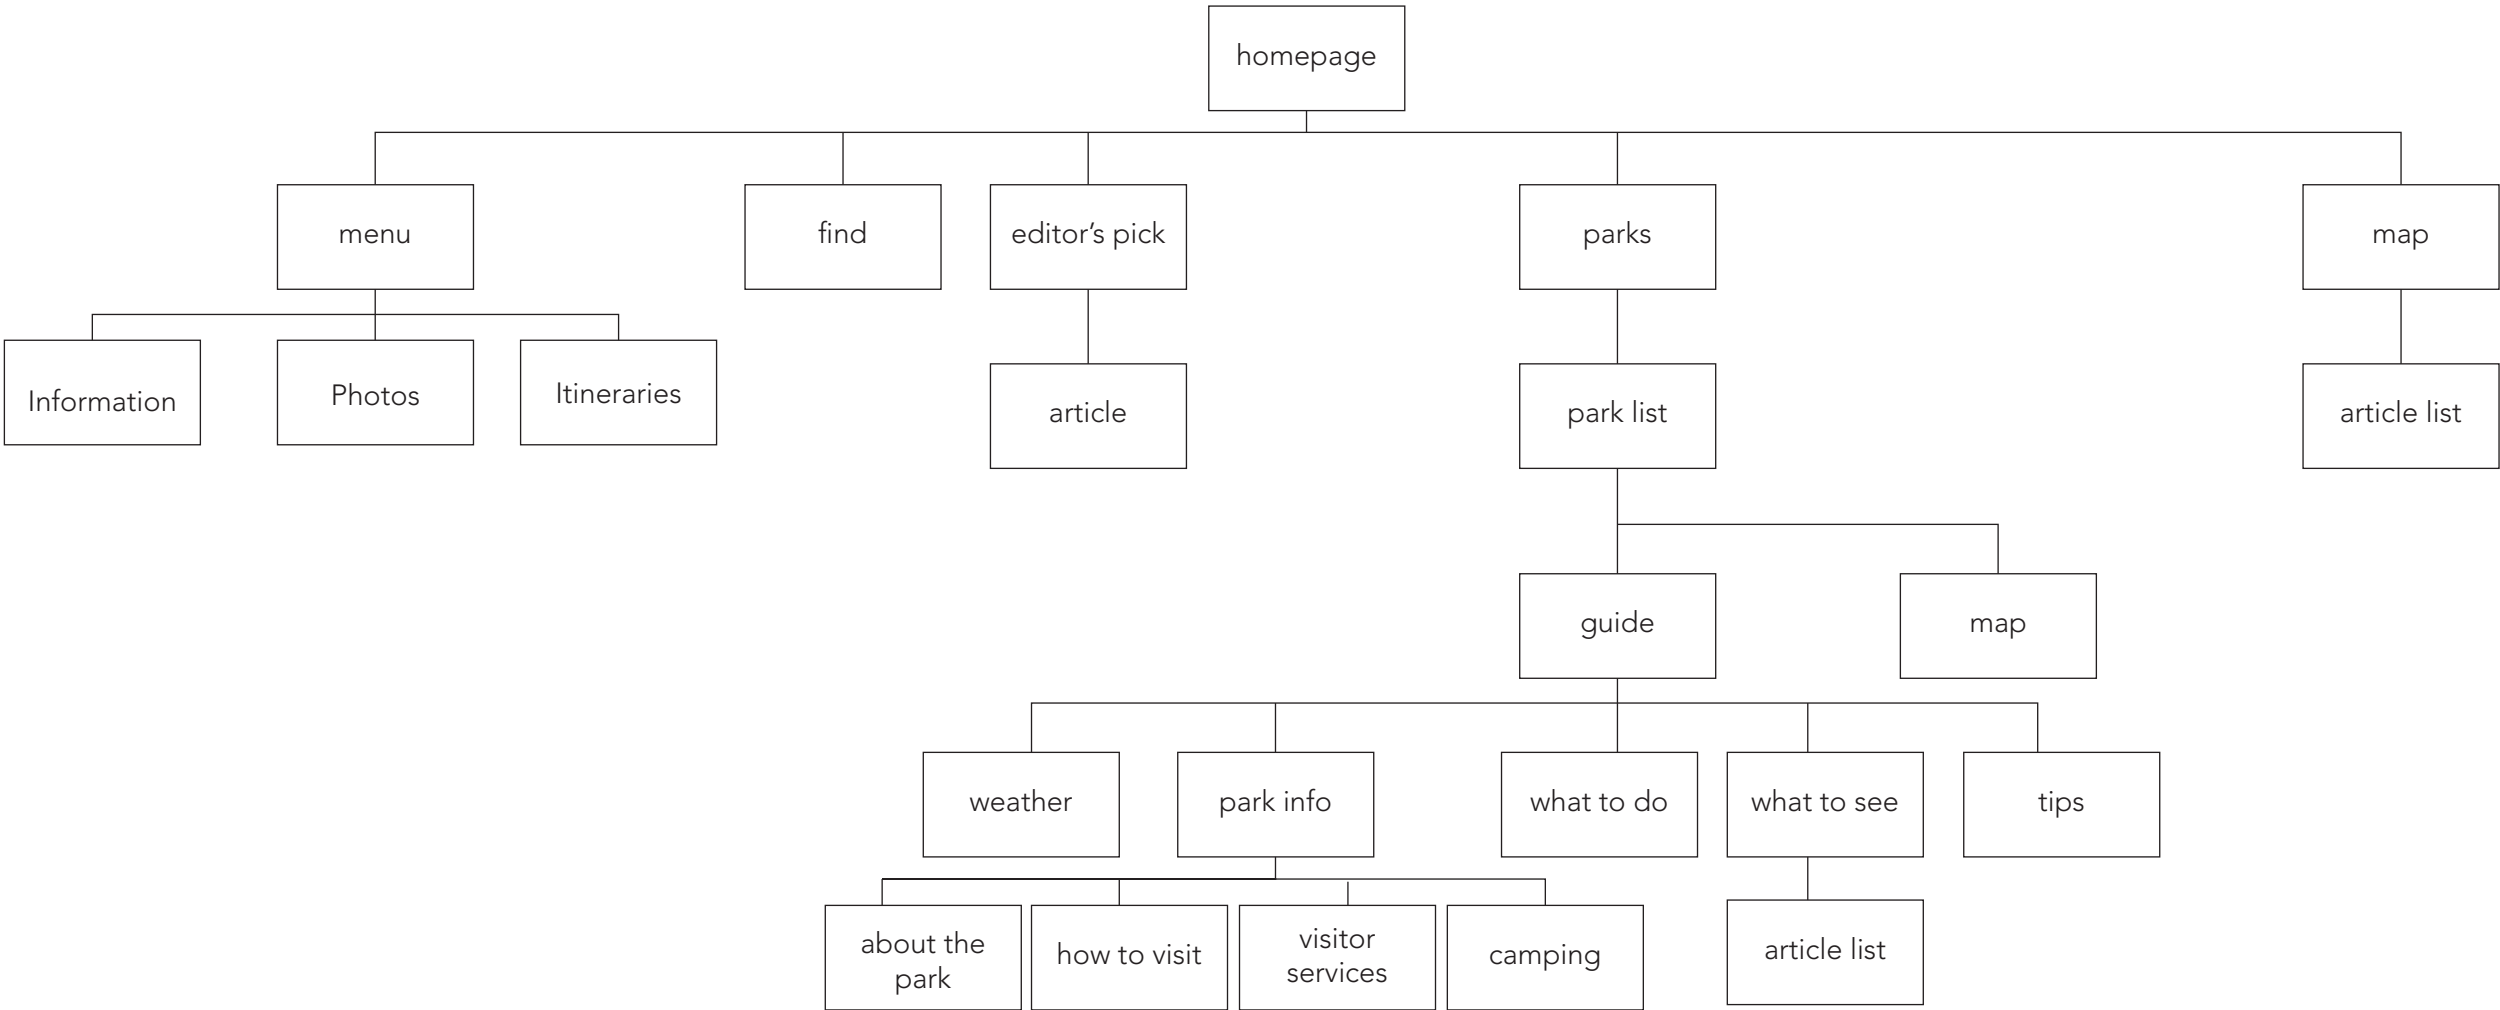 homepage
menu
find
editor’s pick
parks
map
Information
Photos
Itineraries
article
park list
article list
guide
map
weather
park info
what to do
what to see
tips
about the
park
how to visit
visitor
services
camping
article list